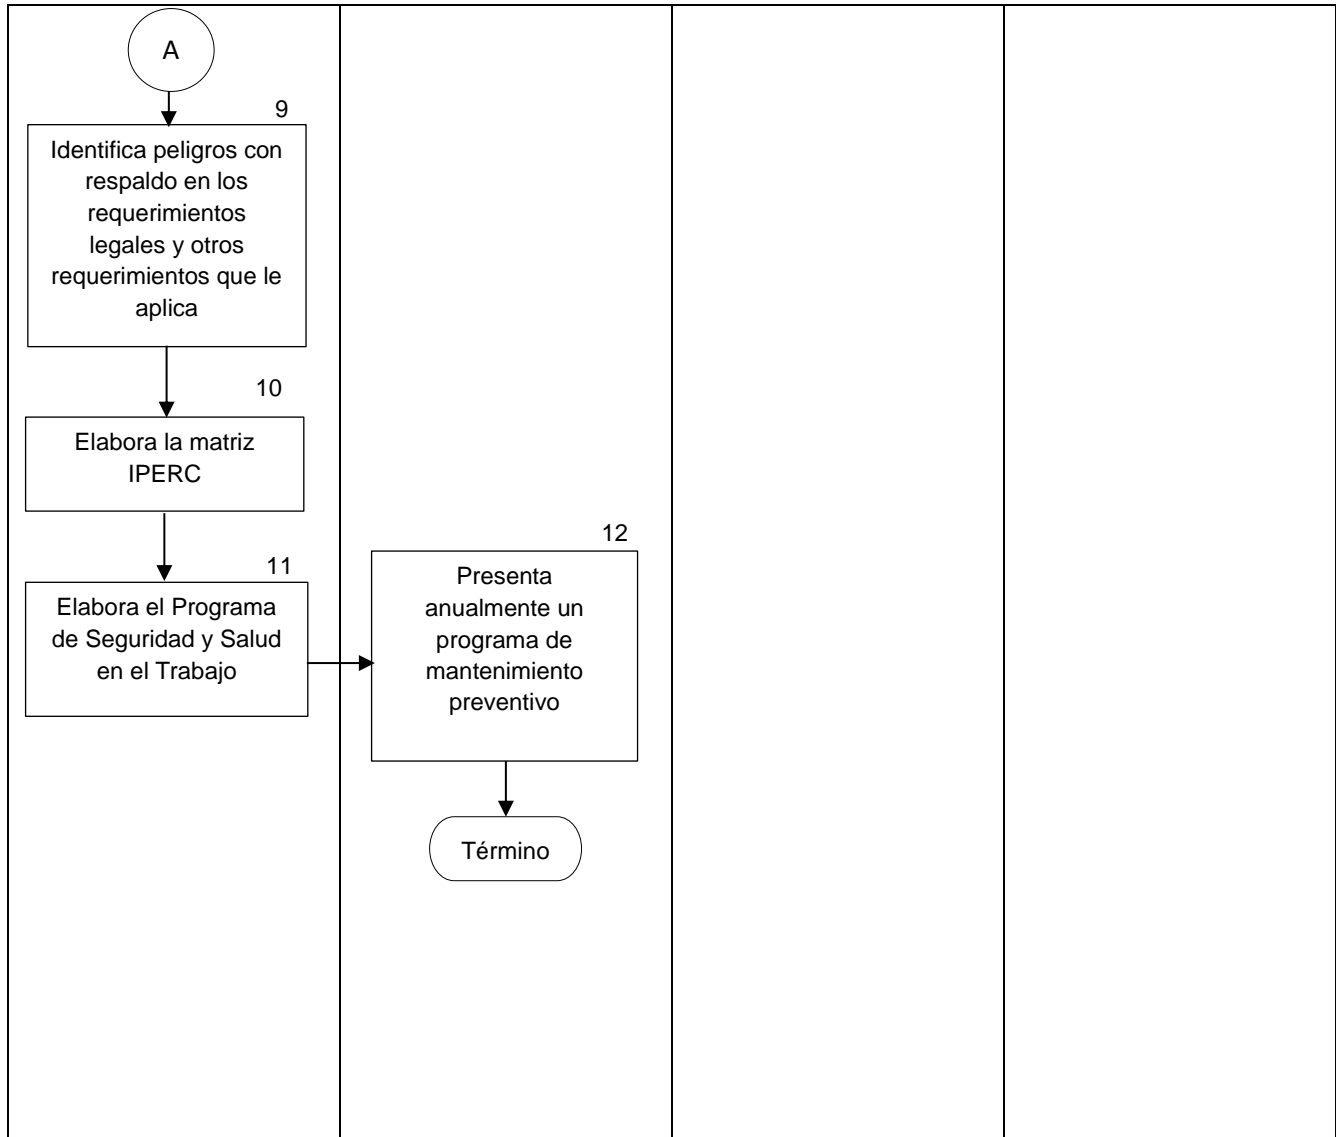 A
9
Identifica peligros con
respaldo en los
requerimientos
legales y otros
requerimientos que le
aplica
10
Elabora la matriz
IPERC
11
Elabora el Programa
de Seguridad y Salud
en el Trabajo
12
Presenta
anualmente un
programa de
mantenimiento
preventivo
Término